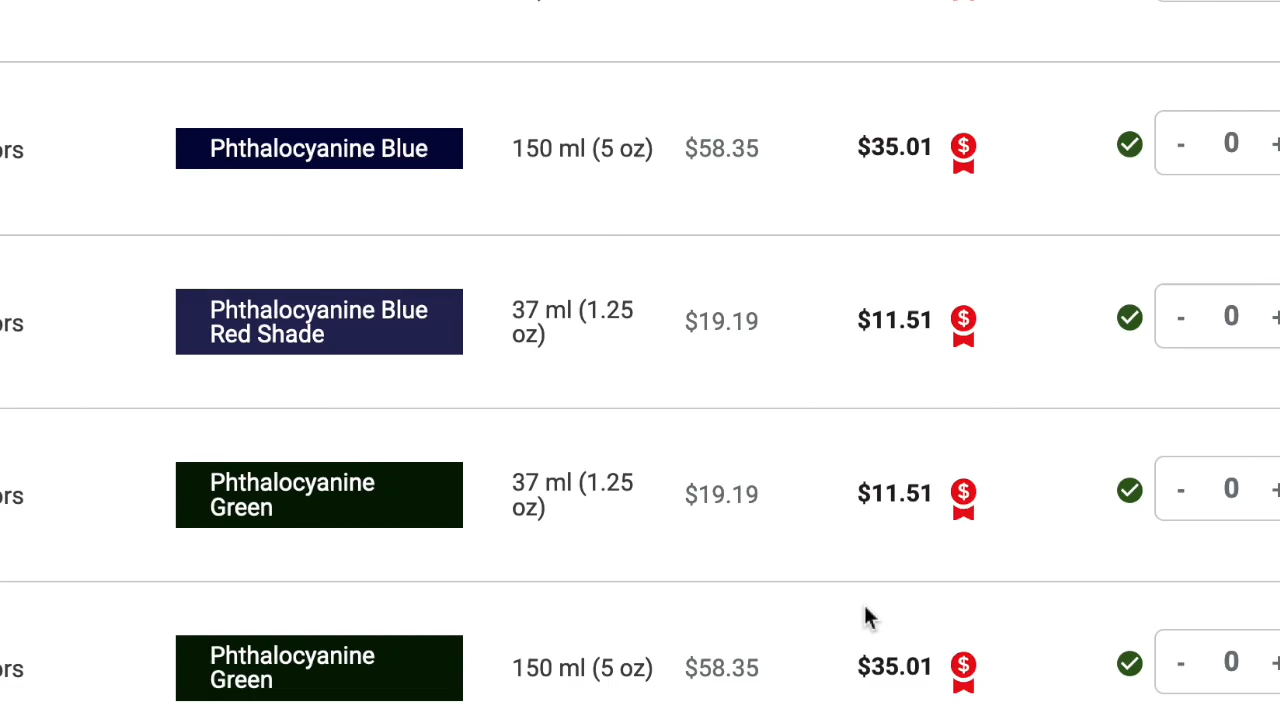 ors Phthalocyanine Blue 150 ml (5 oz) $58.35 $35.01 $ - 0 +
Phthalocyanine Blue 37 ml (1.25
ors Red Shade oz) $19.19 $11.51 $ - 0 +
Phthalocyanine 37 ml (1.25
ors Green oz) $19.19 $11.51 $ - 0 +
Phthalocyanine
ors Green 150 ml (5 oz) $58.35 $35.01 $ - 0 +